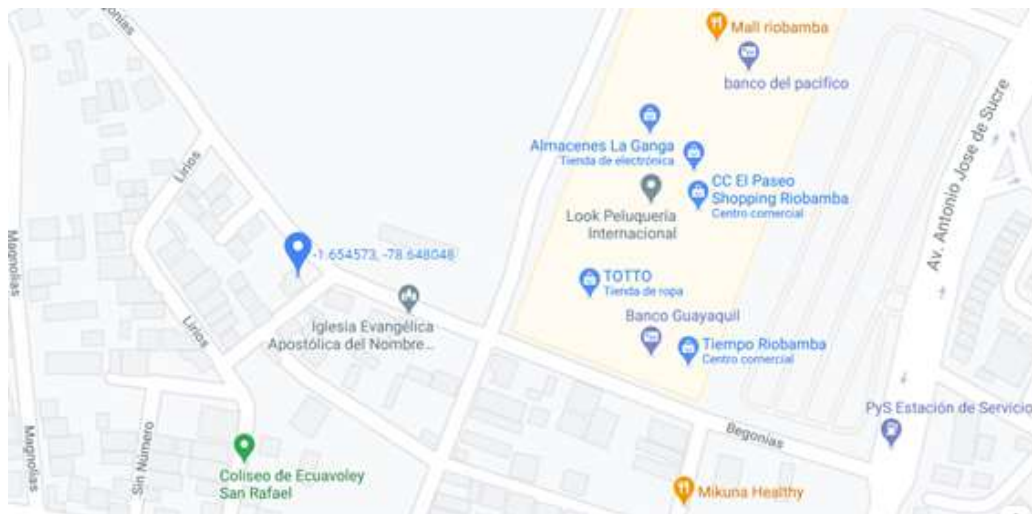 Begonias
Mall riobamba
banco del pacifico
Almacenes La Ganga
Tienda de electrónica
CC El Paseo
Shopping Riobamba
Centro comercial
Look Peluqueria
Internacional
Av. Antonio Jose de Sucre
Lirios
Magnolias
-1.654573, -78.648048
TOTTO
Tienda de ropa
Iglesia Evangélica
Apostólica del Nombre...
Banco Guayaquil
Tiempo Riobamba
Centro comercial
Lirios
PyS Estación de Servicio
Begonias
Magnolias
Sin Número
Coliseo de Ecuavoley
San Rafael
Mikuna Healthy